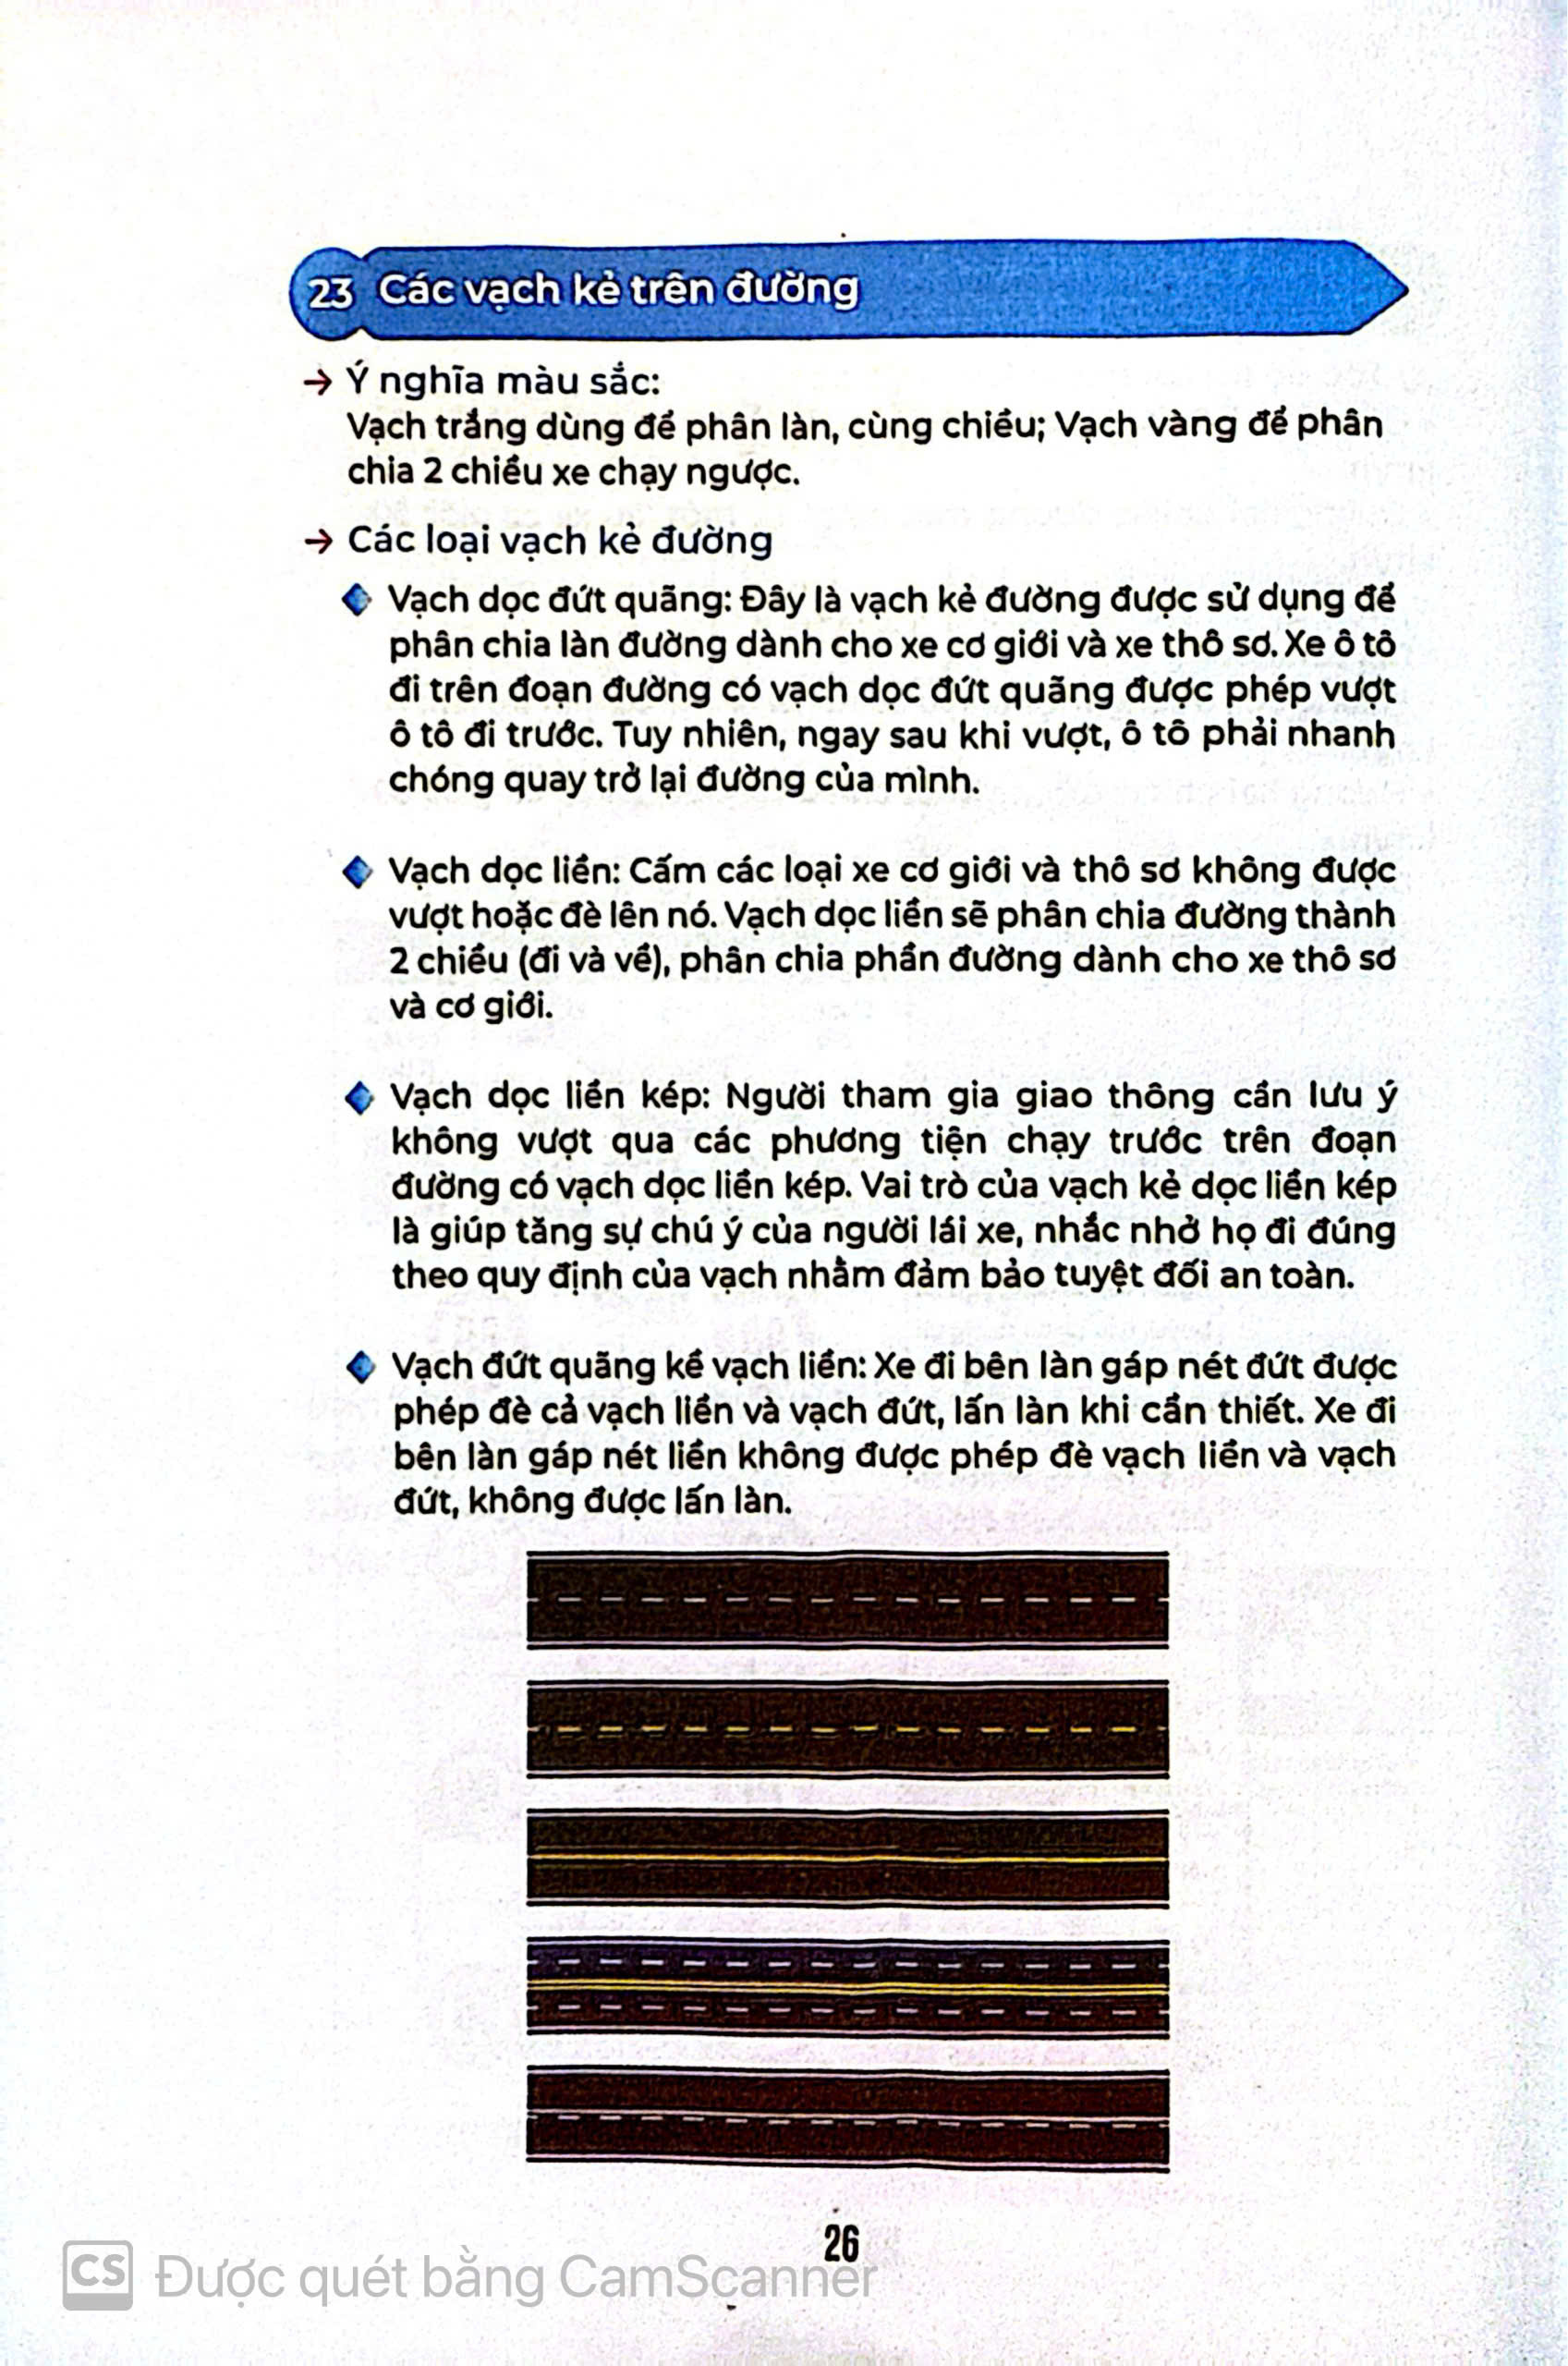 23 Các vạch kẻ trên đường
→ Ý nghĩa màu sắc:
Vạch trắng dùng để phân làn, cùng chiều; Vạch vàng để phân
chia 2 chiều xe chạy ngược.
→ Các loại vạch kẻ đường
Vạch dọc đứt quãng: Đây là vạch kẻ đường được sử dụng để
phân chia làn đường dành cho xe cơ giới và xe thô sơ. Xe ô tô
đi trên đoạn đường có vạch dọc đứt quãng được phép vượt
ô tô đi trước. Tuy nhiên, ngay sau khi vượt, ô tô phải nhanh
chóng quay trở lại đường của mình.
Vạch dọc liền: Cấm các loại xe cơ giới và thô sơ không được
vượt hoặc đè lên nó. Vạch dọc liền sẽ phân chia đường thành
2 chiều (đi và về), phân chia phần đường dành cho xe thô sơ
và cơ giới.
Vạch dọc liền kép: Người tham gia giao thông cần lưu ý
không vượt qua các phương tiện chạy trước trên đoạn
đường có vạch dọc liền kép. Vai trò của vạch kẻ dọc liền kép
là giúp tăng sự chú ý của người lái xe, nhắc nhở họ đi đúng
theo quy định của vạch nhằm đảm bảo tuyệt đối an toàn.
Vạch đứt quãng kề vạch liền: Xe đi bên làn gáp nét đứt được
phép đè cả vạch liền và vạch đứt, lấn làn khi cần thiết. Xe đi
bên làn gáp nét liền không được phép đè vạch liền và vạch
đứt, không được lấn làn.
26
CS Được quét bằng CamScanner